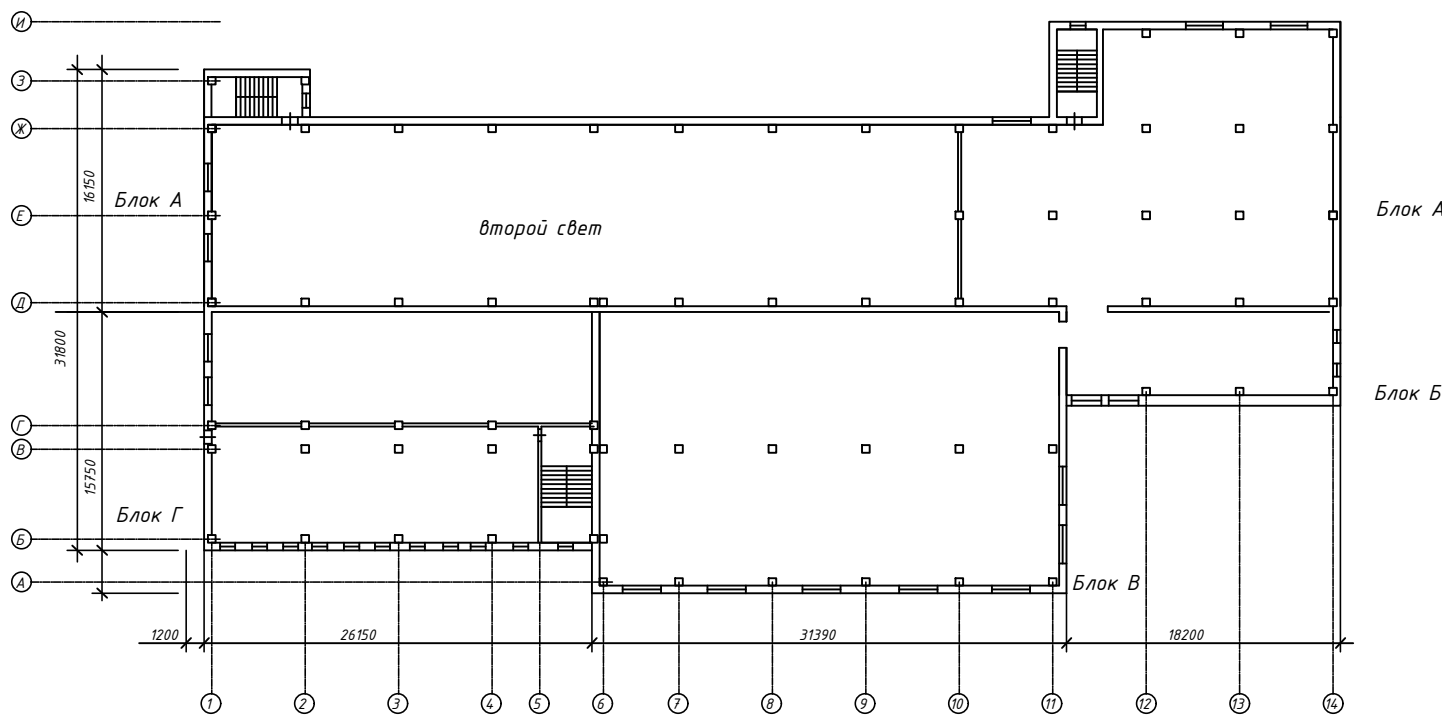 И
З
Ж
16150
Блок А
Блок А
Е
второй свет
Д
31800
Блок Б
Г
В
15750
Блок Г
Б
А
Блок В
1200
26150
31390
18200
1
2
3
4
5
6
7
8
9
10
11
12
13
14